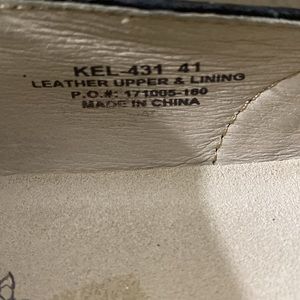 KEL-431 41
LEATHER UPPER & LINING
P.O.#: 171005-160
MADE IN CHINA